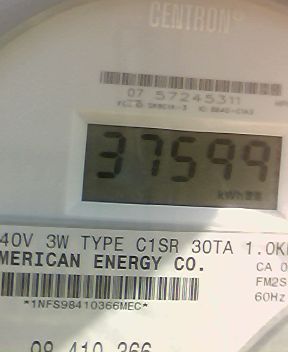 CENTRON®
07 57245311
37599
kWh
40V 3W TYPE C1SR 30TA 1.0K
MERICAN ENERGY CO.
CA 0
FM2S
60Hz
*1NFS98410366MEC*
98 410 366